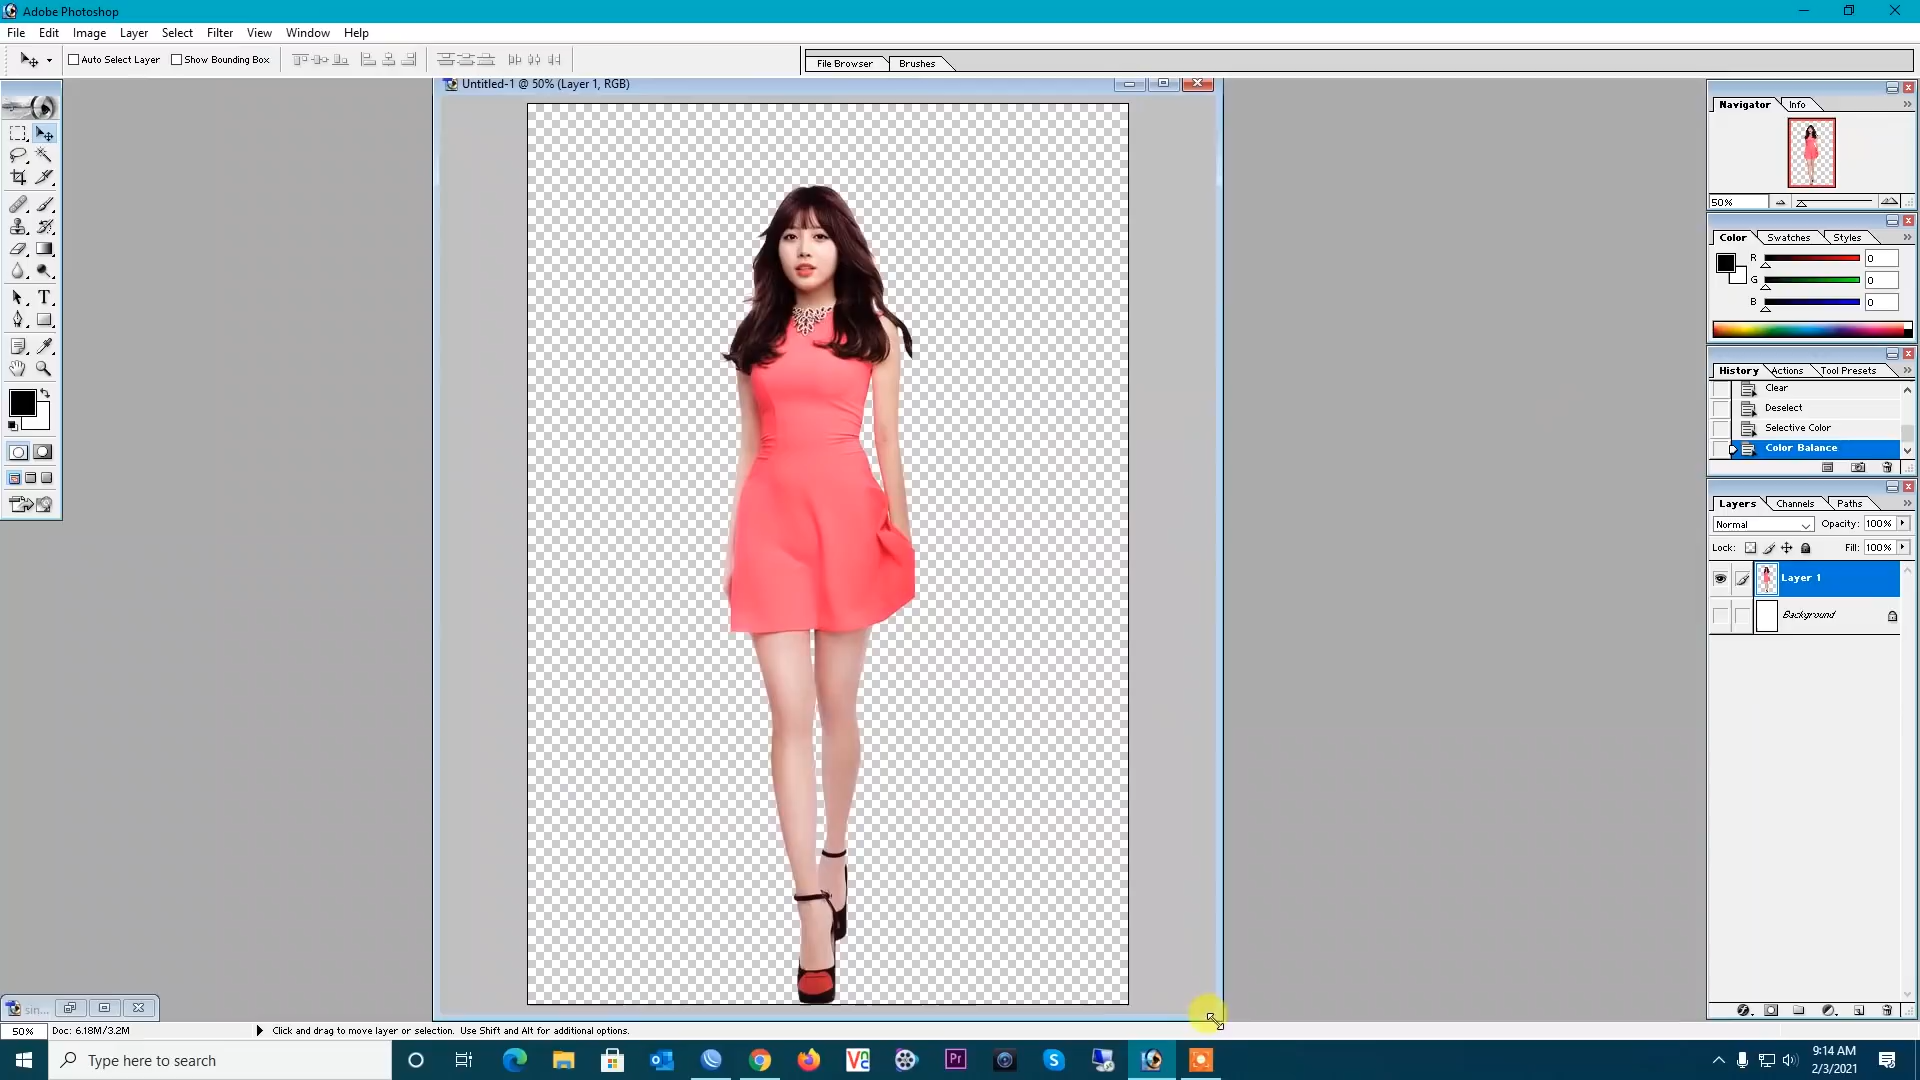 Adobe Photoshop
File Edit Image Layer Select Filter View Window Help
Auto Select Layer Show Bounding Box File Browser Brushes
Untitled-1 @ 50% (Layer 1, RGB)
Navigator Info
50%
Color Swatches Styles
R 0
G 0
B 0
History Actions Tool Presets
Clear
Deselect
Selective Color
Color Balance
Layers Channels Paths
Normal Opacity: 100%
Lock: Fill: 100%
Layer 1
Background
sin...
50% Doc: 6.18M/3.2M Click and drag to move layer or selection. Use Shift and Alt for additional options.
Type here to search
9:14 AM
2/3/2021